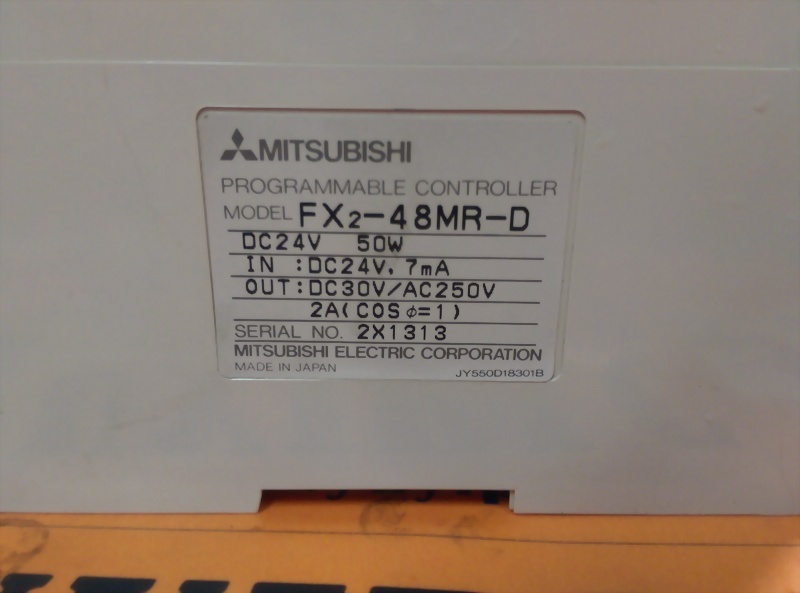 MITSUBISHI
PROGRAMMABLE CONTROLLER
MODEL FX2-48MR-D
DC24V 50W
IN :DC24V, 7mA
OUT:DC30V/AC250V
2A(COSφ=1)
SERIAL NO. 2X1313
MITSUBISHI ELECTRIC CORPORATION
MADE IN JAPAN JY550D18301B